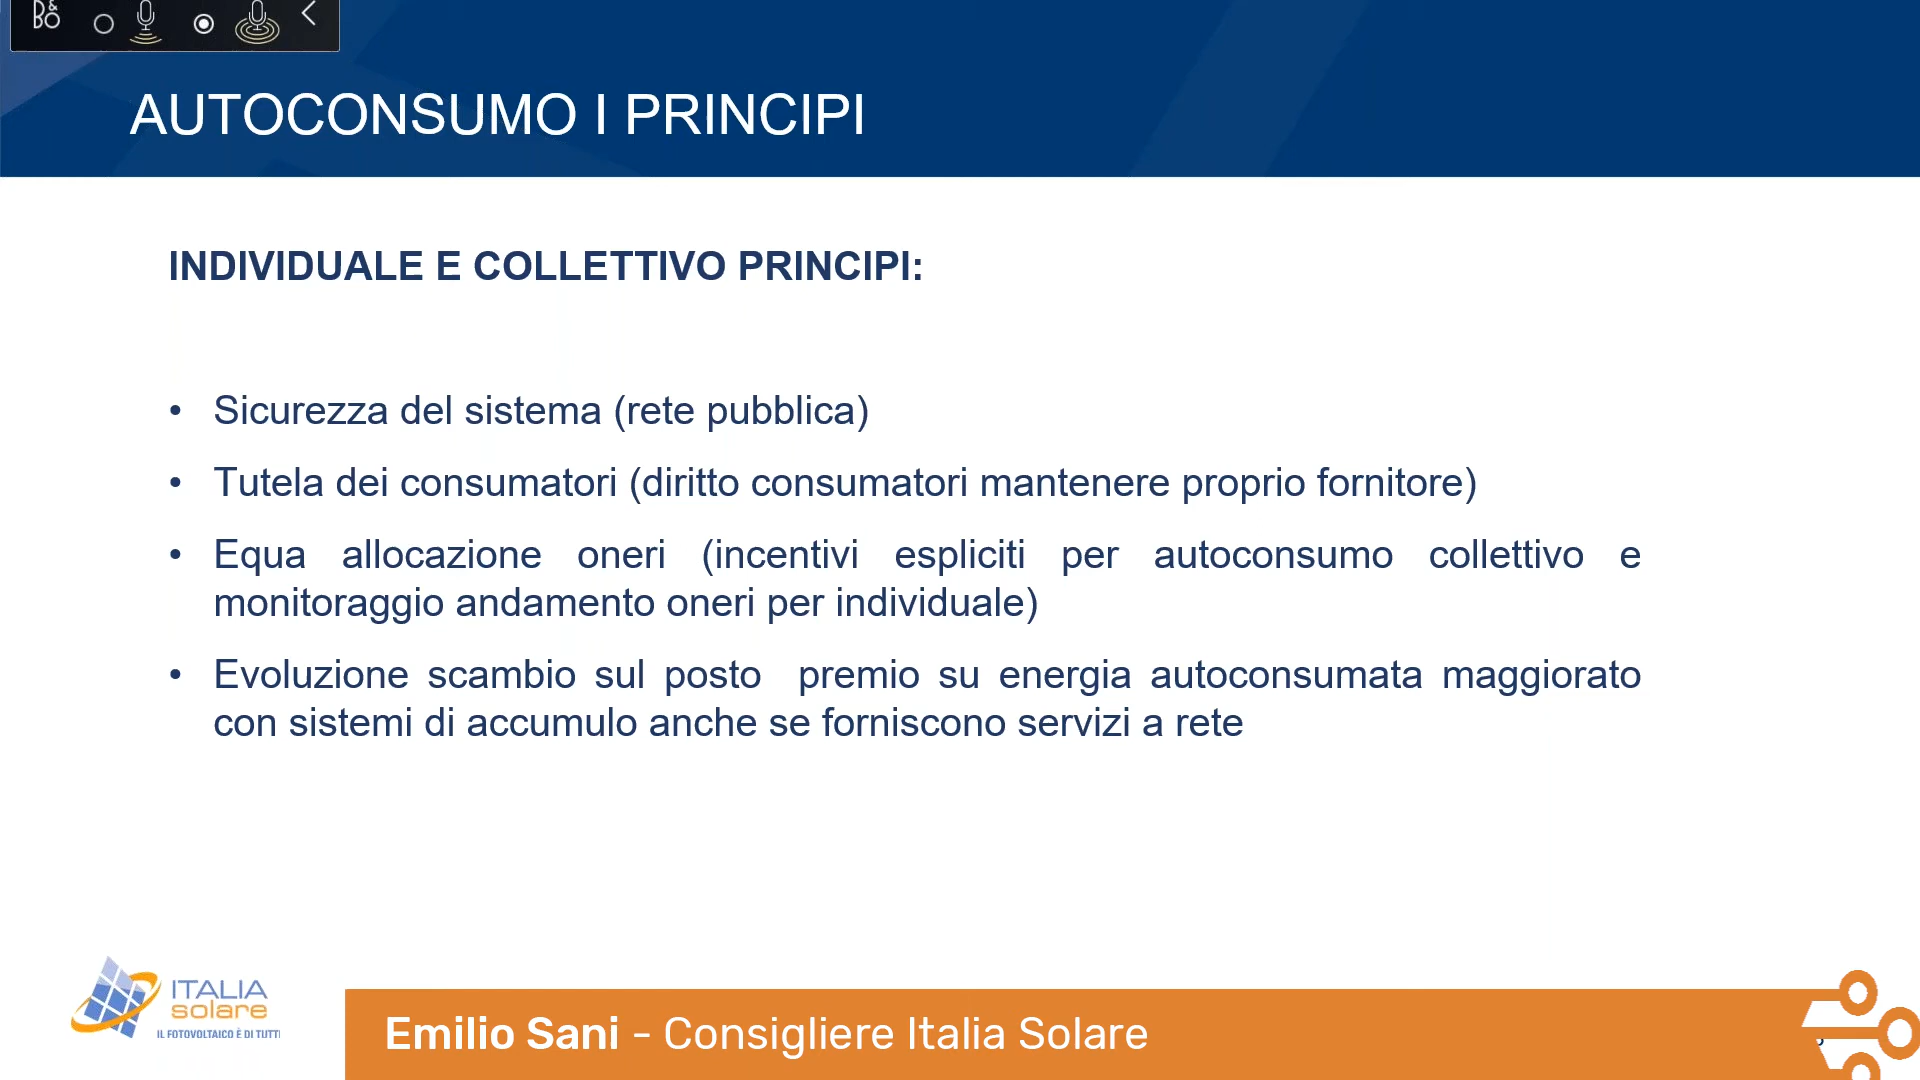 B&O
AUTOCONSUMO I PRINCIPI
INDIVIDUALE E COLLETTIVO PRINCIPI:
• Sicurezza del sistema (rete pubblica)
• Tutela dei consumatori (diritto consumatori mantenere proprio fornitore)
• Equa allocazione oneri (incentivi espliciti per autoconsumo collettivo e
monitoraggio andamento oneri per individuale)
• Evoluzione scambio sul posto premio su energia autoconsumata maggiorato
con sistemi di accumulo anche se forniscono servizi a rete
ITALIA
solare
IL FOTOVOLTAICO È DI TUTTI
Emilio Sani - Consigliere Italia Solare